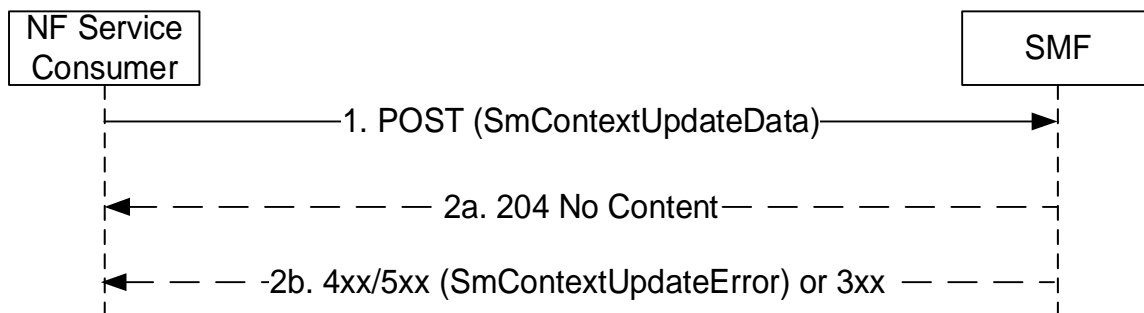 NF Service
Consumer
SMF
1. POST (SmContextUpdateData)
2a. 204 No Content
2b. 4xx/5xx (SmContextUpdateError) or 3xx